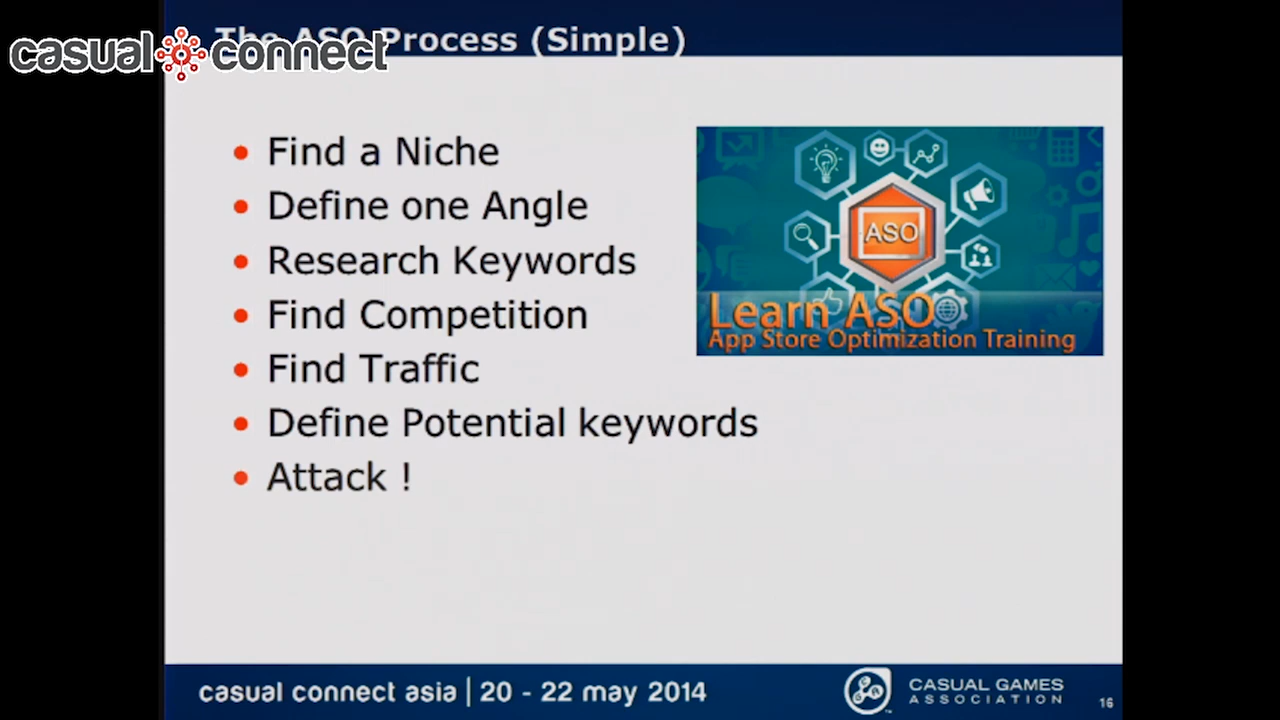 casual connect
The ASO Process (Simple)
Find a Niche
Define one Angle
Research Keywords
Find Competition
Find Traffic
Define Potential keywords
Attack !
ASO
Learn ASO
App Store Optimization Training
casual connect asia | 20 - 22 may 2014
CASUAL GAMES
ASSOCIATION
16